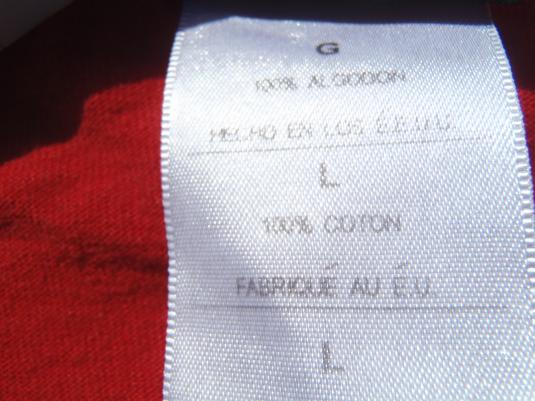 G
100% ALGODON
HECHO EN LOS E.E.U.U.
L
100% COTON
FABRIQUÉ AU É.U.
L